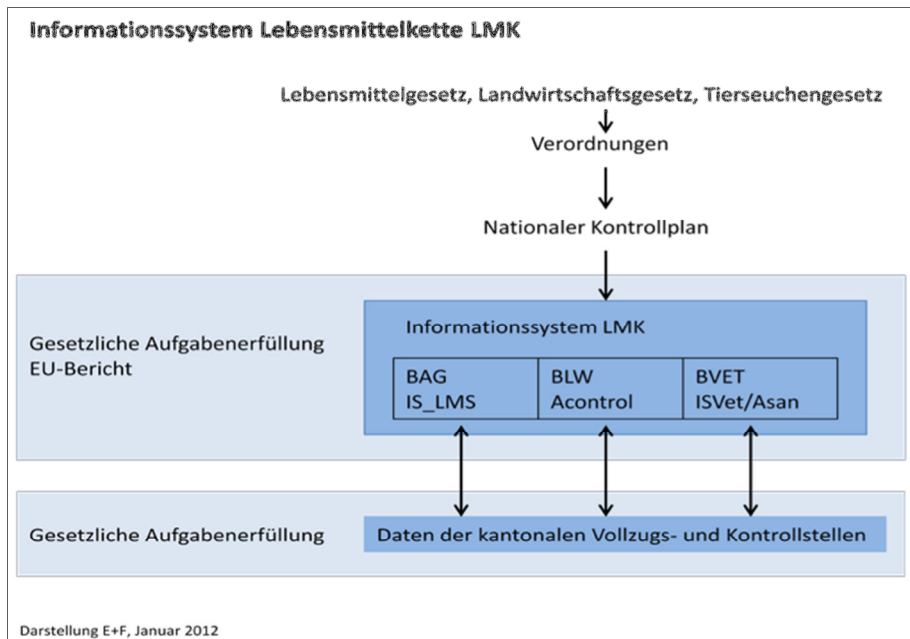 Informationssystem Lebensmittelkette LMK
Lebensmittelgesetz, Landwirtschaftsgesetz, Tierseuchengesetz
Verordnungen
Nationaler Kontrollplan
Gesetzliche Aufgabenerfüllung
EU-Bericht
Informationssystem LMK
BAG
IS_LMS
BLW
Acontrol
BVET
ISVet/Asan
Gesetzliche Aufgabenerfüllung
Daten der kantonalen Vollzugs- und Kontrollstellen
Darstellung E+F, Januar 2012